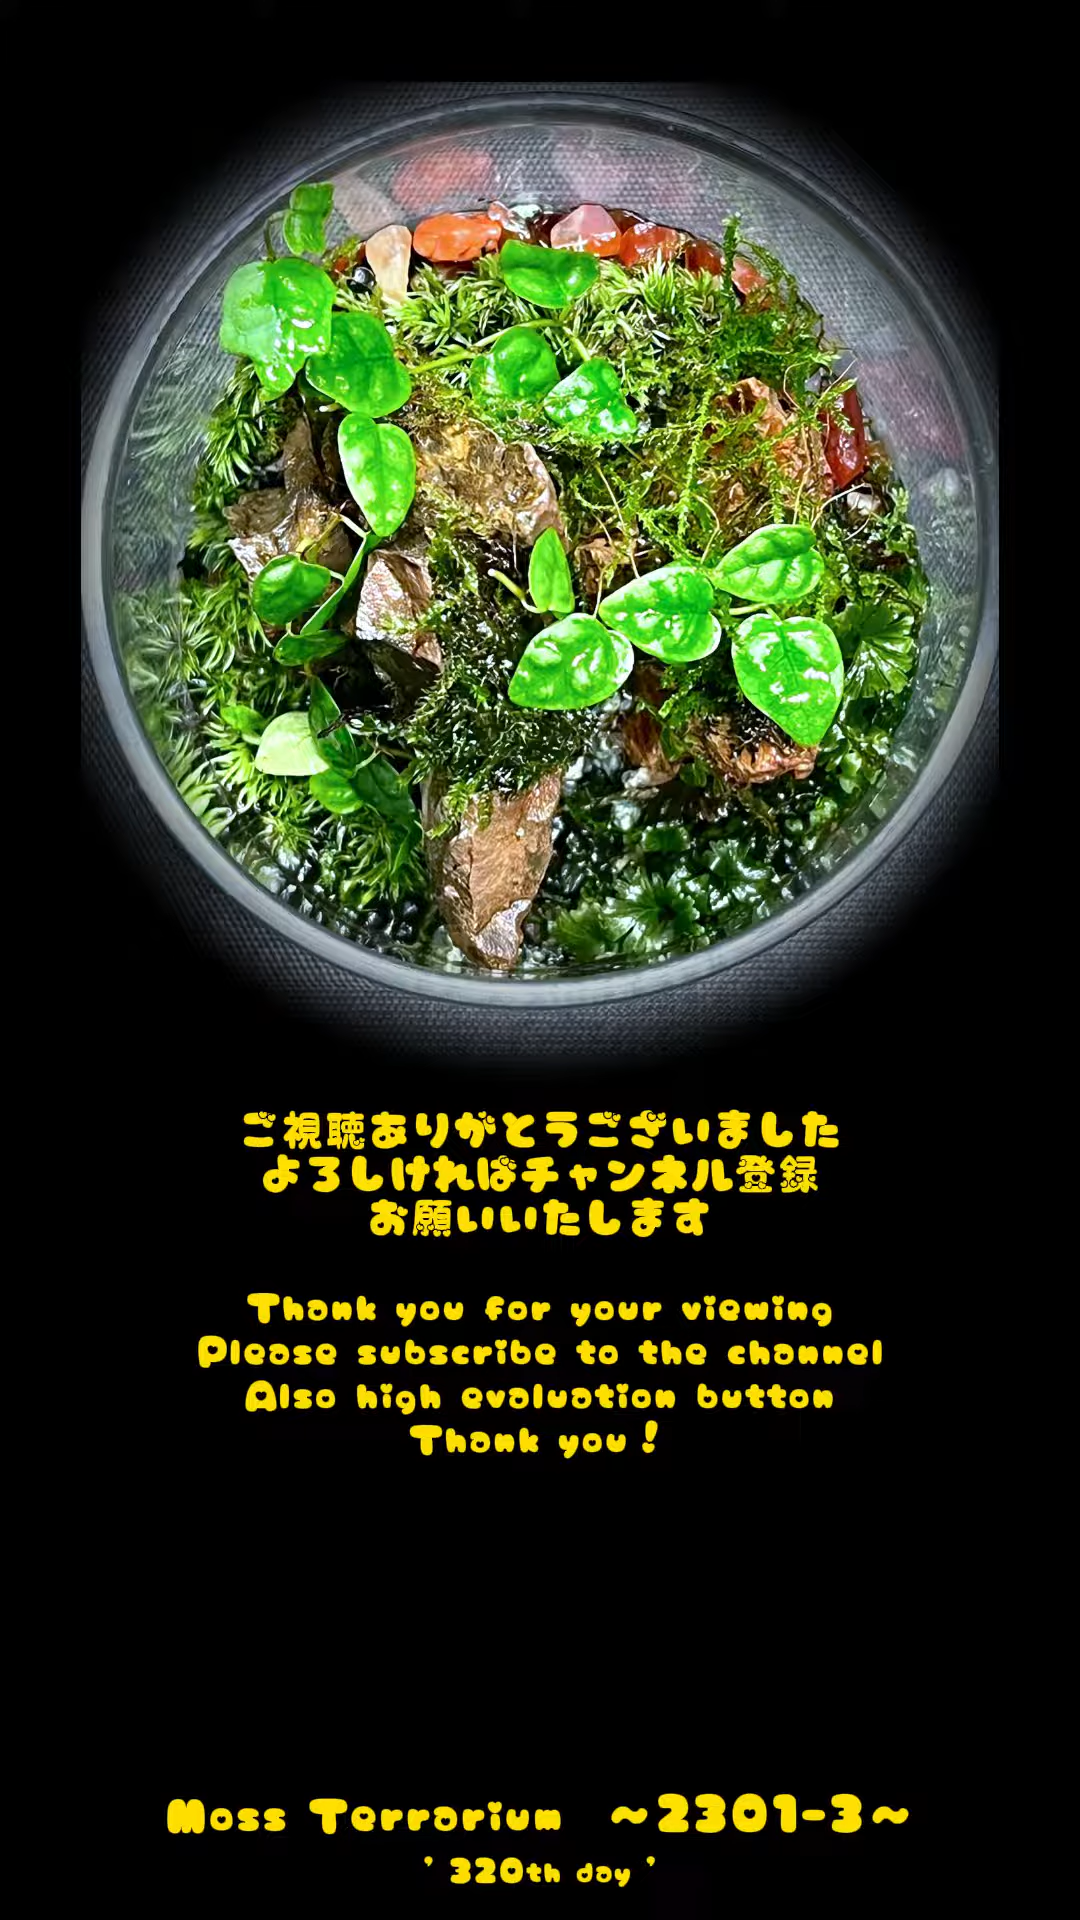 ご視聴ありがとうございました
よろしければチャンネル登録
お願いいたします
Thank you for your viewing
Please subscribe to the channel
Also high evaluation button
Thank you！
Moss Terrarium ～2301-3～
’320th day’